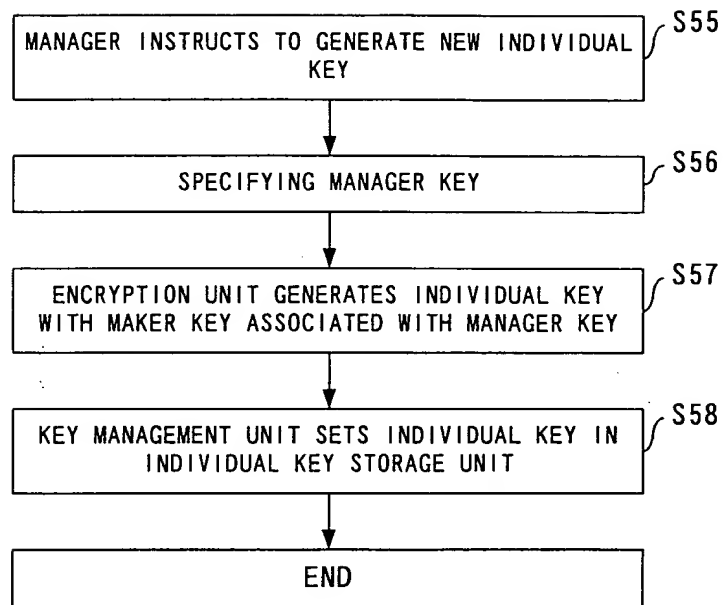 S55
MANAGER INSTRUCTS TO GENERATE NEW INDIVIDUAL
KEY
S56
SPECIFYING MANAGER KEY
S57
ENCRYPTION UNIT GENERATES INDIVIDUAL KEY
WITH MAKER KEY ASSOCIATED WITH MANAGER KEY
S58
KEY MANAGEMENT UNIT SETS INDIVIDUAL KEY IN
INDIVIDUAL KEY STORAGE UNIT
END